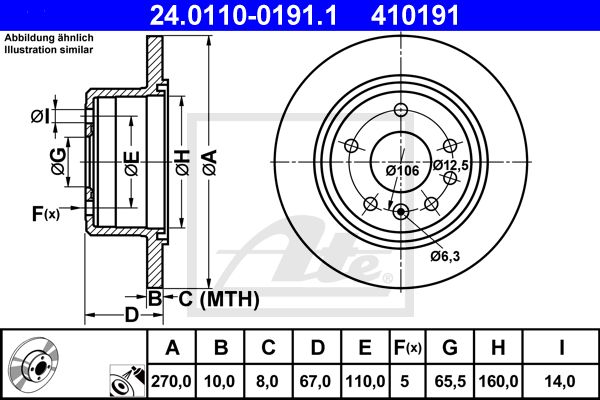 24.0110-0191.1 410191
Abbildung ähnlich
Illustration similar
ØI
ØG
ØE
ØH
ØA
F(x)
B
C (MTH)
D
Ø106
Ø12,5
Ø6,3
Ate
A B C D E F(x) G H I
270,0 10,0 8,0 67,0 110,0 5 65,5 160,0 14,0